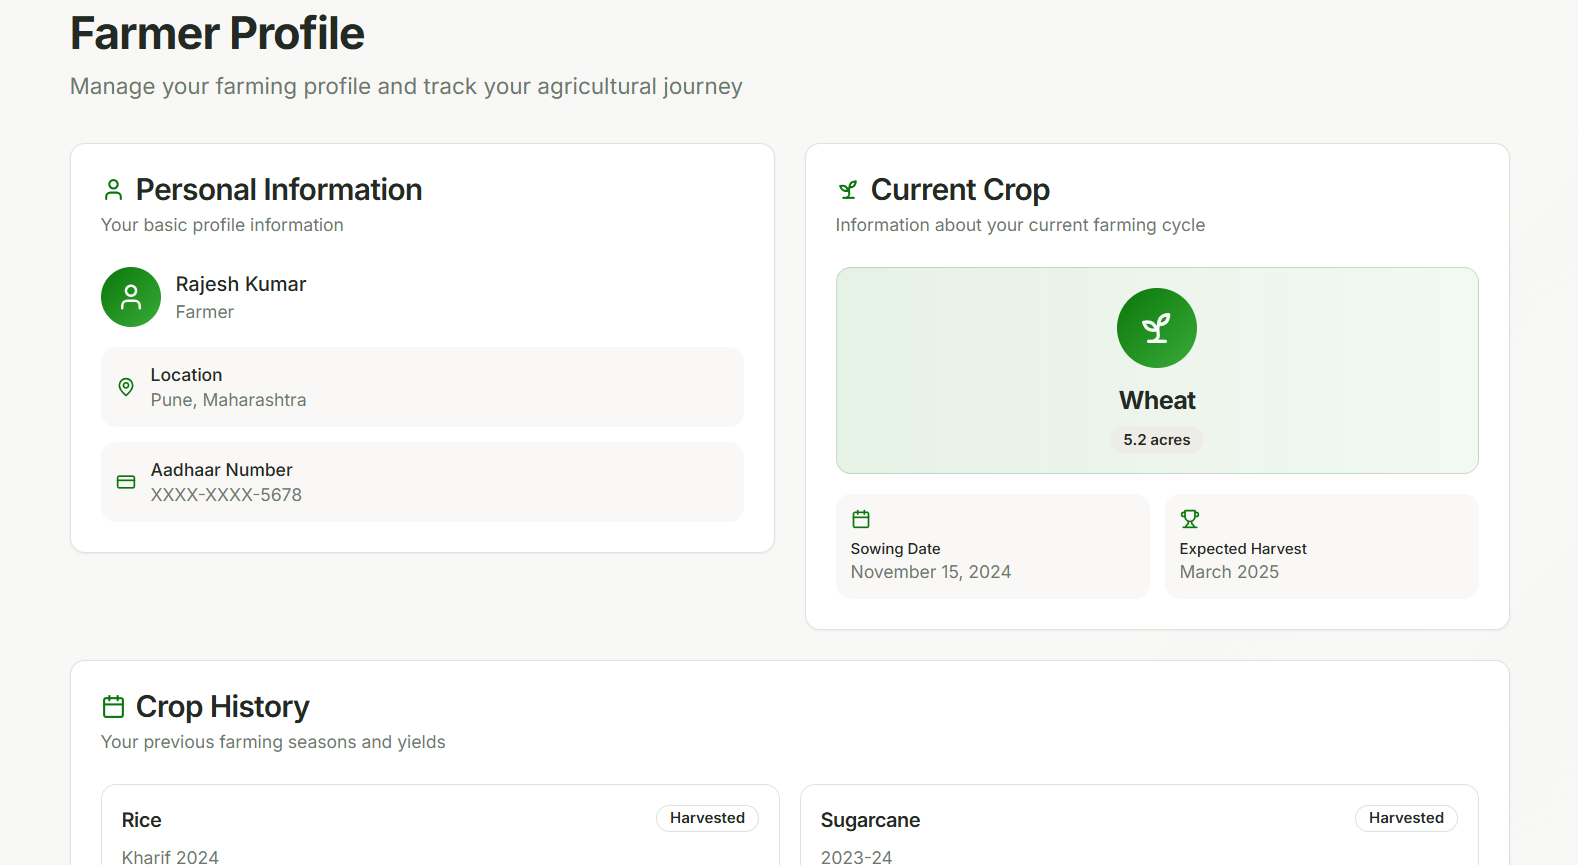 Farmer Profile
Manage your farming profile and track your agricultural journey
Personal Information
Your basic profile information
Rajesh Kumar
Farmer
Location
Pune, Maharashtra
Aadhaar Number
XXXX-XXXX-5678
Current Crop
Information about your current farming cycle
Wheat
5.2 acres
Sowing Date
November 15, 2024
Expected Harvest
March 2025
Crop History
Your previous farming seasons and yields
Rice
Harvested
Kharif 2024
Sugarcane
Harvested
2023-24